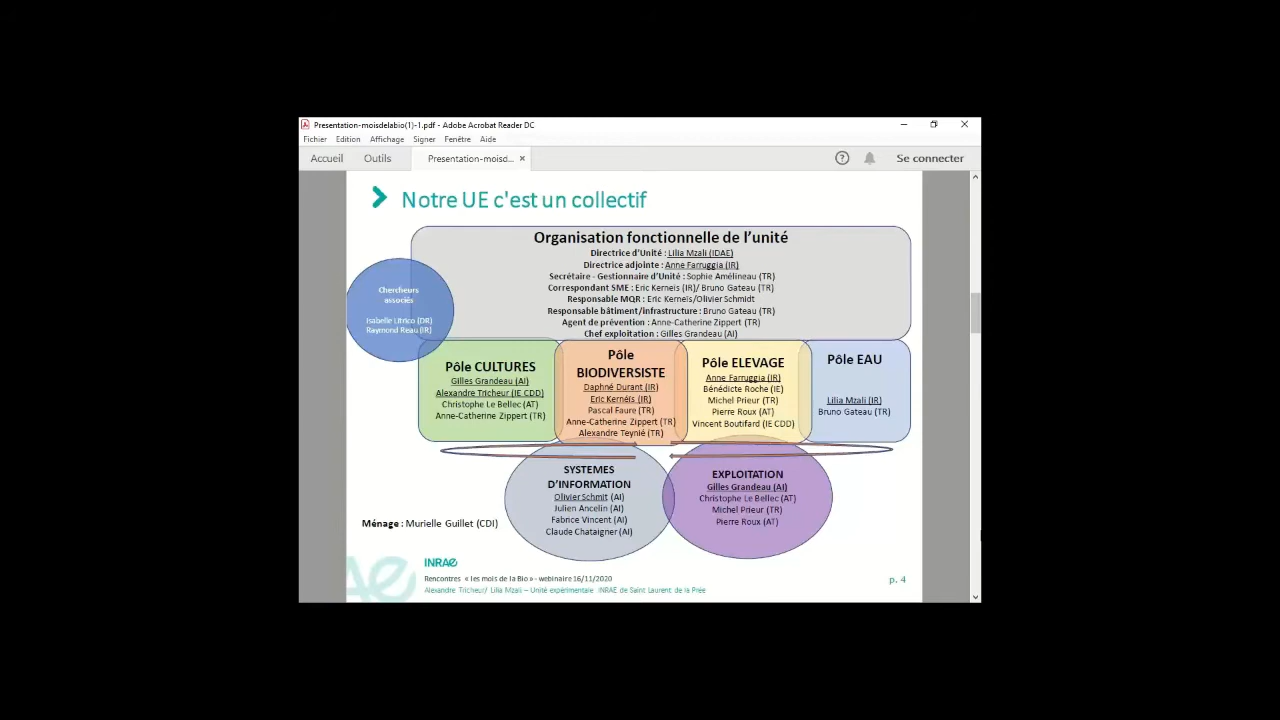 Presentation-moisdelabio(1)-1.pdf - Adobe Acrobat Reader DC
Fichier Edition Affichage Signer Fenêtre Aide
Accueil Outils Presentation-moisd... × Se connecter
Notre UE c'est un collectif
Organisation fonctionnelle de l'unité
Directrice d'Unité : Lilia Mzali (IDAE)
Directrice adjointe : Anne Farruggia (IR)
Secrétaire - Gestionnaire d'Unité : Sophie Amélineau (TR)
Correspondant SME : Eric Kerneïs (IR)/ Bruno Gateau (TR)
Responsable MQR : Eric Kerneïs/Olivier Schmidt
Responsable bâtiment/infrastructure : Bruno Gateau (TR)
Agent de prévention : Anne-Catherine Zippert (TR)
Chef exploitation : Gilles Grandeau (AI)
Chercheurs
associés
Isabelle Litrico (DR)
Raymond Reau (IR)
Pôle CULTURES
Gilles Grandeau (AI)
Alexandre Tricheur (IE CDD)
Christophe Le Bellec (AT)
Anne-Catherine Zippert (TR)
Pôle
BIODIVERSISTE
Daphné Durant (IR)
Eric Kernéïs (IR)
Pascal Faure (TR)
Anne-Catherine Zippert (TR)
Alexandre Teynié (TR)
Pôle ELEVAGE
Anne Farruggia (IR)
Bénédicte Roche (IE)
Michel Prieur (TR)
Pierre Roux (AT)
Vincent Boutifard (IE CDD)
Pôle EAU
Lilia Mzali (IR)
Bruno Gateau (TR)
SYSTEMES
D'INFORMATION
Olivier Schmit (AI)
Julien Ancelin (AI)
Fabrice Vincent (AI)
Claude Chataigner (AI)
EXPLOITATION
Gilles Grandeau (AI)
Christophe Le Bellec (AT)
Michel Prieur (TR)
Pierre Roux (AT)
Ménage : Murielle Guillet (CDI)
INRAE
Rencontres « les mois de la Bio » - webinaire 16/11/2020
Alexandre Tricheur/ Lilia Mzali – Unité expérimentale INRAE de Saint Laurent de la Prée
p. 4